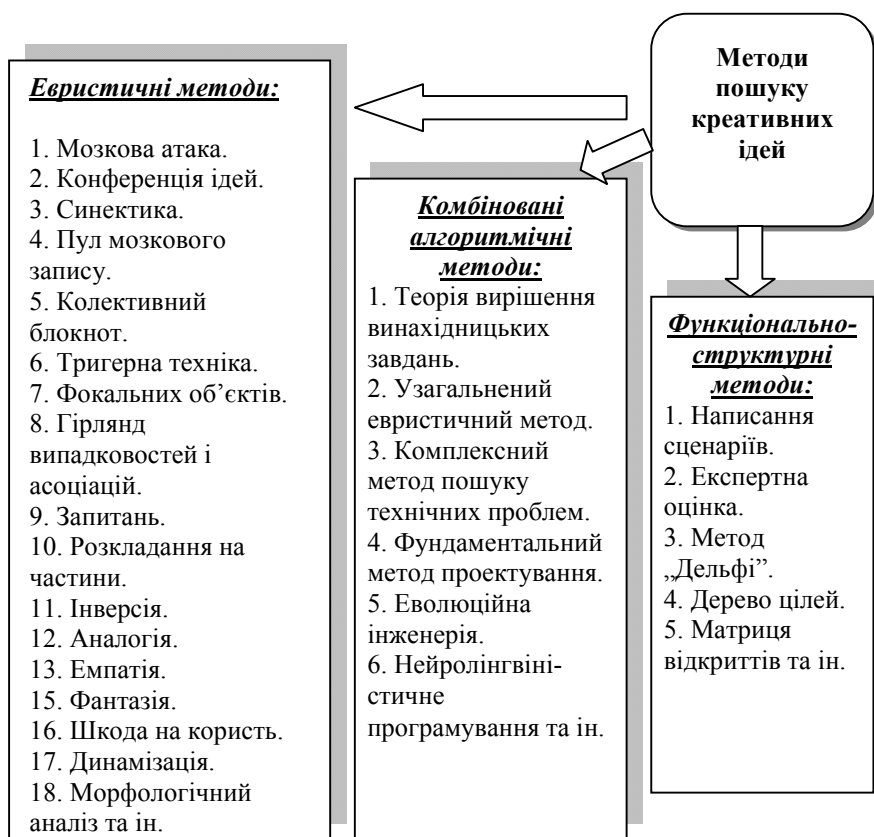 Методи
пошуку
креативних
ідей
Евристичні методи:
1. Мозкова атака.
2. Конференція ідей.
3. Синектика.
4. Пул мозкового
запису.
5. Колективний
блокнот.
6. Тригерна техніка.
7. Фокальних об’єктів.
8. Гірлянд
випадковостей і
асоціацій.
9. Запитань.
10. Розкладання на
частини.
11. Інверсія.
12. Аналогія.
13. Емпатія.
15. Фантазія.
16. Шкода на користь.
17. Динамізація.
18. Морфологічний
аналіз та ін.
Комбіновані
алгоритмічні
методи:
1. Теорія вирішення
винахідницьких
завдань.
2. Узагальнений
евристичний метод.
3. Комплексний
метод пошуку
технічних проблем.
4. Фундаментальний
метод проектування.
5. Еволюційна
інженерія.
6. Нейролінгвіні-
стичне
програмування та ін.
Функціонально-
структурні
методи:
1. Написання
сценаріїв.
2. Експертна
оцінка.
3. Метод
„Дельфі”.
4. Дерево цілей.
5. Матриця
відкриттів та ін.